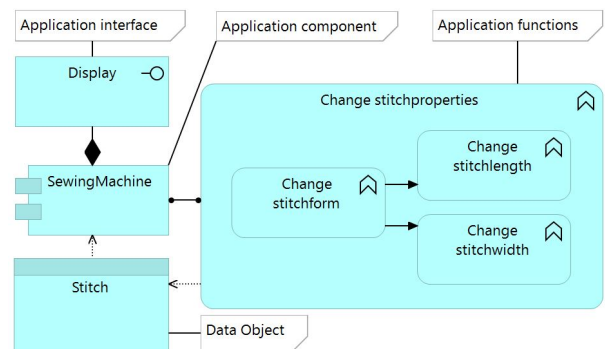 Application interface
Application component
Application functions
Display
Change stitchproperties
SewingMachine
Change
stitchform
Change
stitchlength
Change
stitchwidth
Stitch
Data Object